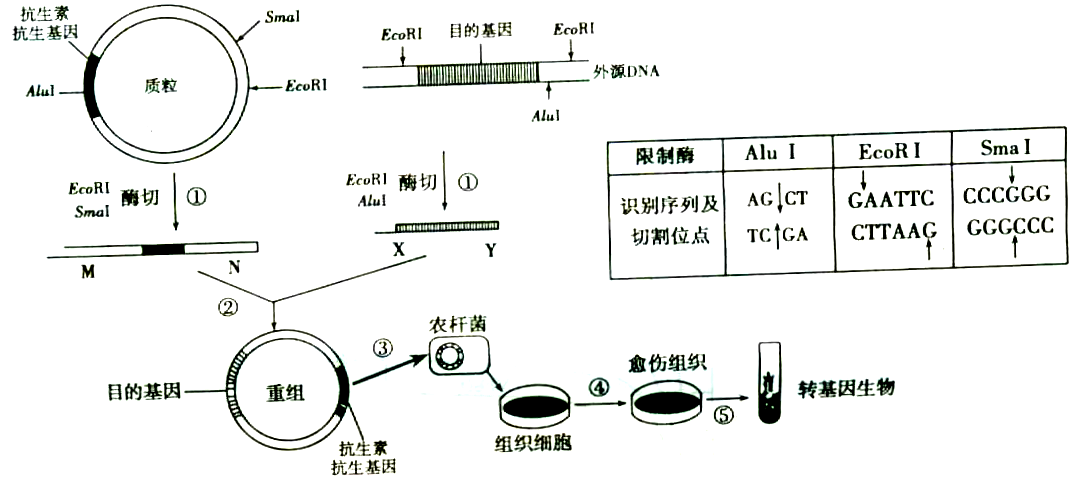 抗生素
抗生基因
SmaI
AluI
质粒
EcoRI
EcoRI
目的基因
EcoRI
外源DNA
AluI
EcoRI
SmaI
酶切
①
EcoRI
AluI
酶切
①
M
N
X
Y
②
限制酶 Alu I EcoR I Sma I
识别序列及
切割位点
AG CT
TC GA
GAATTC
CTTAAG
CCCGGG
GGGCCC
目的基因
重组
抗生素
抗生基因
③
农杆菌
组织细胞
④
愈伤组织
⑤
转基因生物